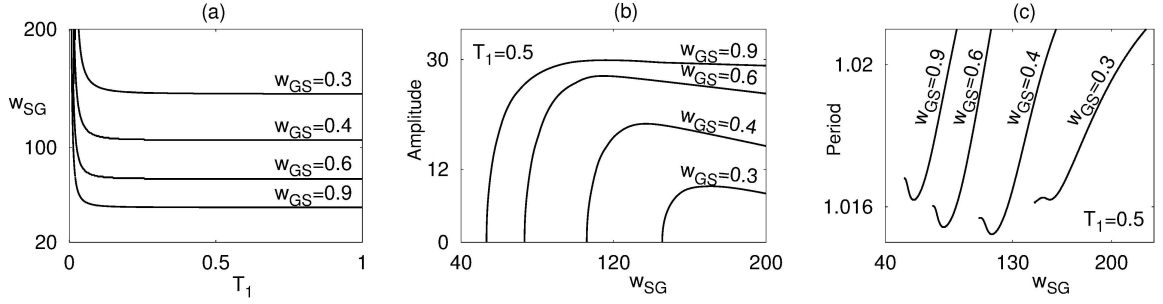 (a)
200
w_SG
100
20
w_GS=0.3
w_GS=0.4
w_GS=0.6
w_GS=0.9
0
0.5
1
T_1
(b)
Amplitude
30
12
0
T_1=0.5
w_GS=0.9
w_GS=0.6
w_GS=0.4
w_GS=0.3
40
120
200
w_SG
(c)
Period
1.02
1.016
w_GS=0.9
w_GS=0.6
w_GS=0.4
w_GS=0.3
T_1=0.5
40
130
200
w_SG